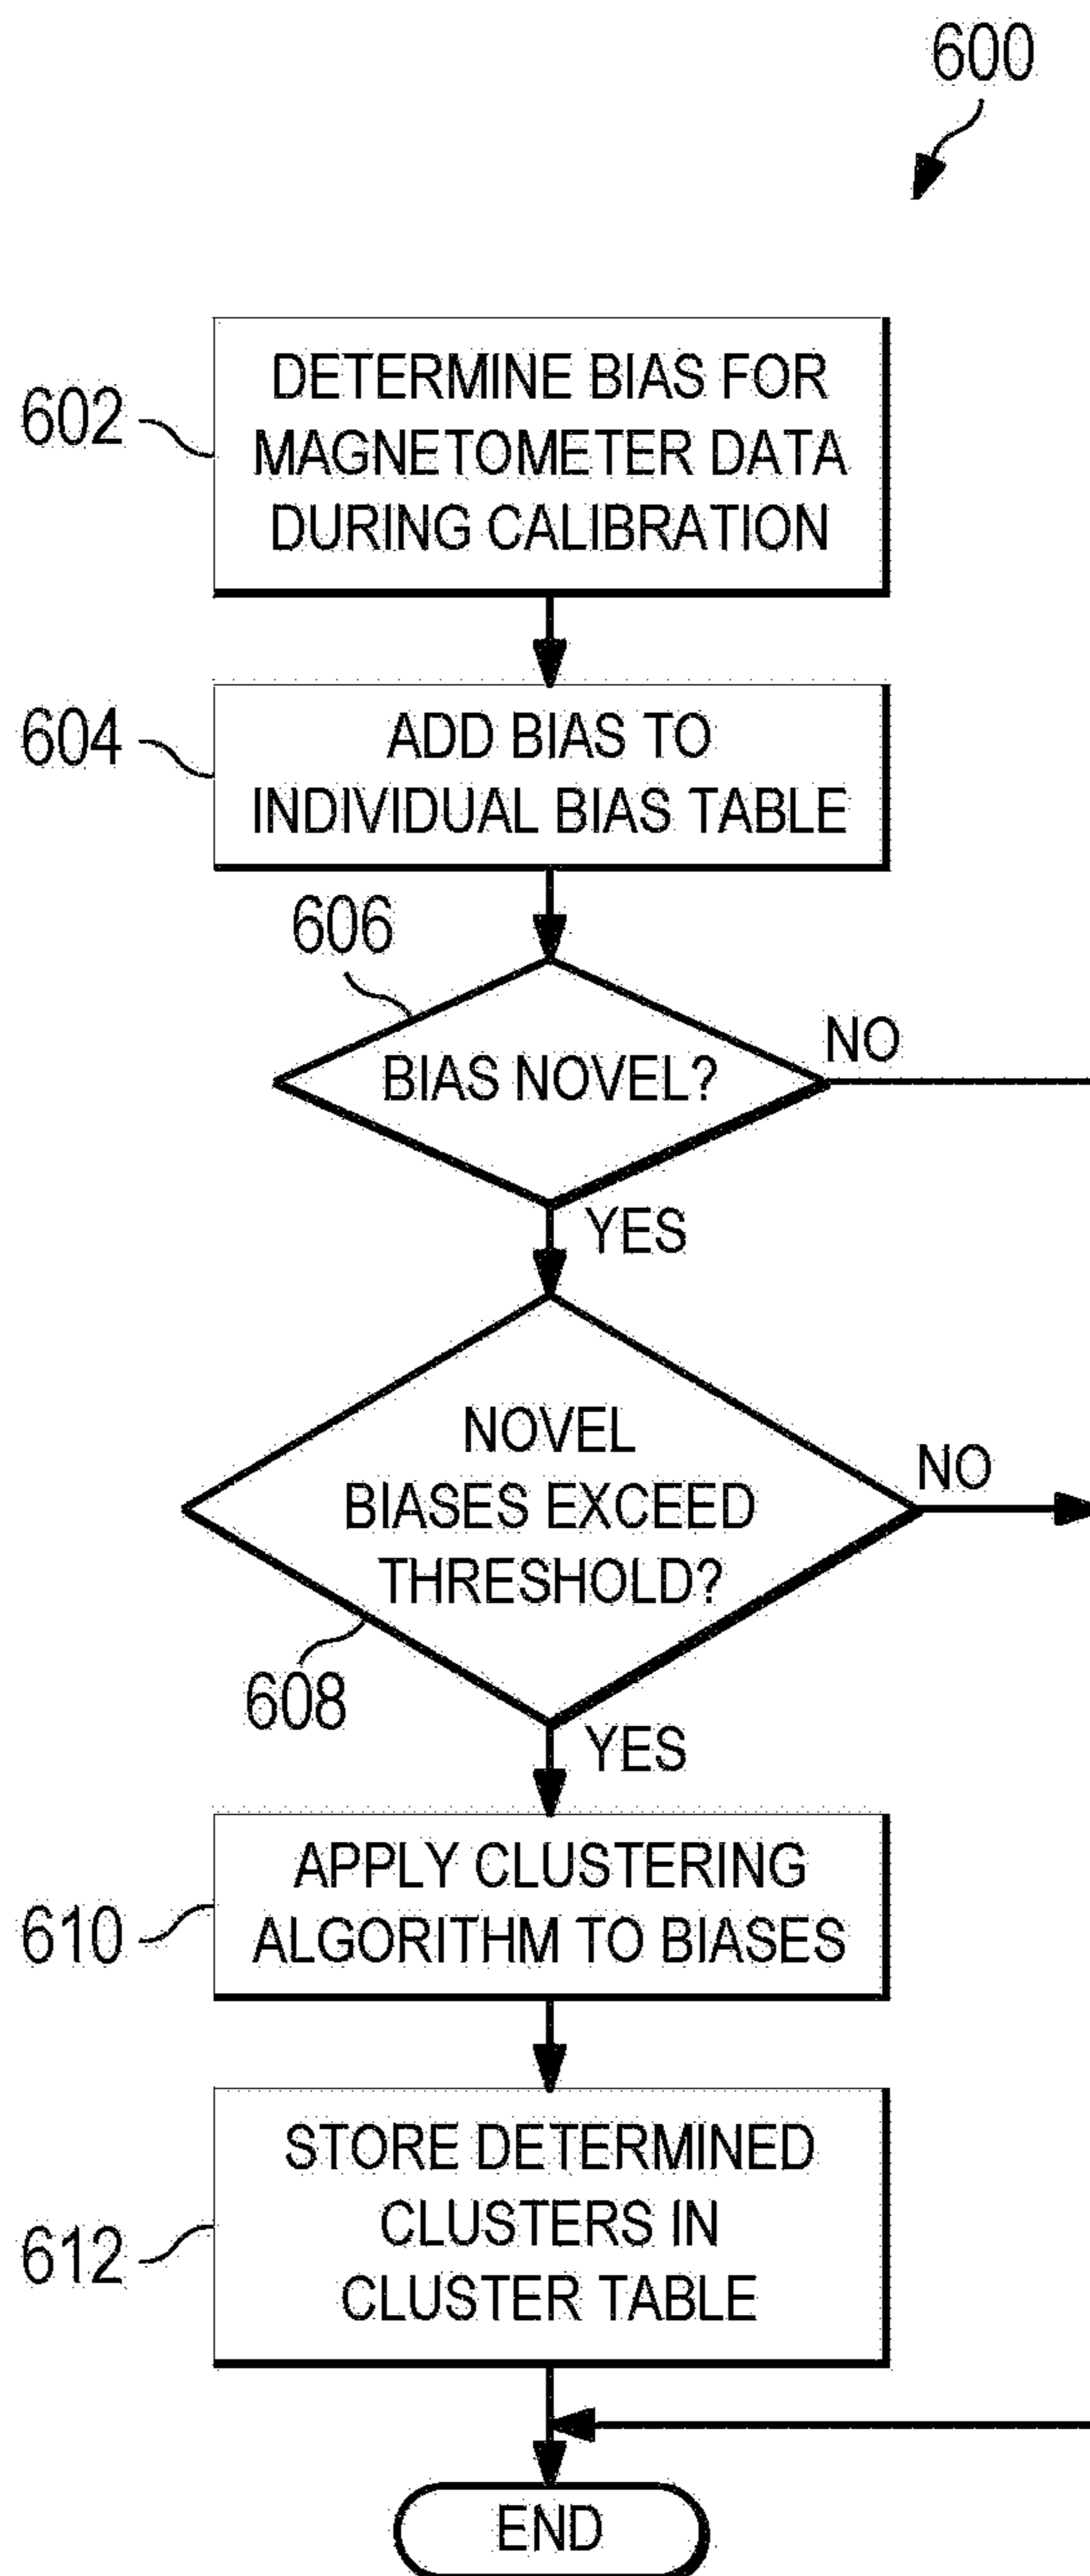 600
602
DETERMINE BIAS FOR
MAGNETOMETER DATA
DURING CALIBRATION
604
ADD BIAS TO
INDIVIDUAL BIAS TABLE
606
BIAS NOVEL?
NO
YES
NOVEL
BIASES EXCEED
THRESHOLD?
NO
608
YES
610
APPLY CLUSTERING
ALGORITHM TO BIASES
612
STORE DETERMINED
CLUSTERS IN
CLUSTER TABLE
END